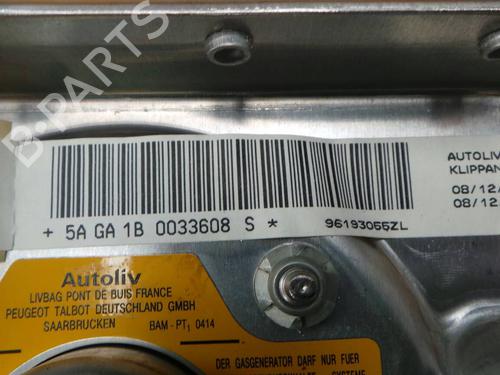 B-PARTS
AUTOLIV
KLIPPAN
08/12/
08/12
+ 5A GA 1B 0033608 S *
96193055ZL
Autoliv
LIVBAG PONT DE BUIS FRANCE
PEUGEOT TALBOT DEUTSCHLAND GMBH
SAARBRUCKEN BAM - PT1 0414
DER GASGENERATOR DARF NUR FUER
SYSTEME